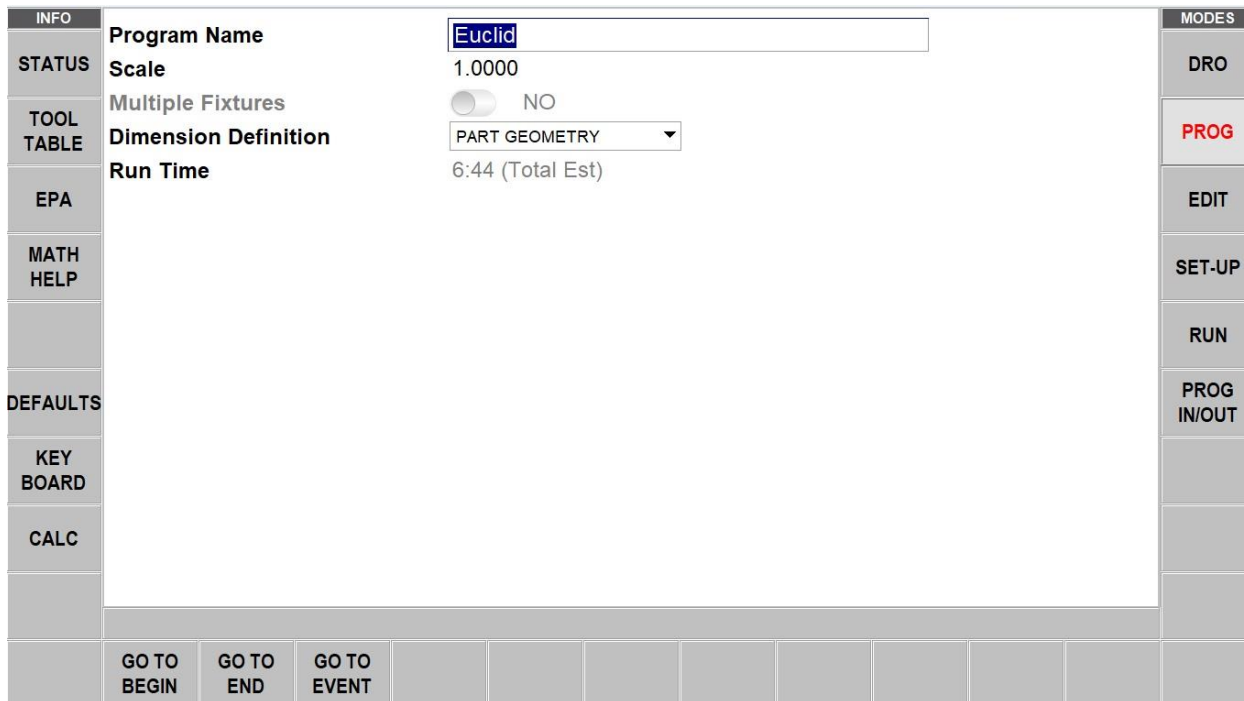 INFO
STATUS
TOOL
TABLE
EPA
MATH
HELP
DEFAULTS
KEY
BOARD
CALC
Program Name Euclid
Scale 1.0000
Multiple Fixtures NO
Dimension Definition PART GEOMETRY
Run Time 6:44 (Total Est)
MODES
DRO
PROG
EDIT
SET-UP
RUN
PROG
IN/OUT
GO TO
BEGIN
GO TO
END
GO TO
EVENT